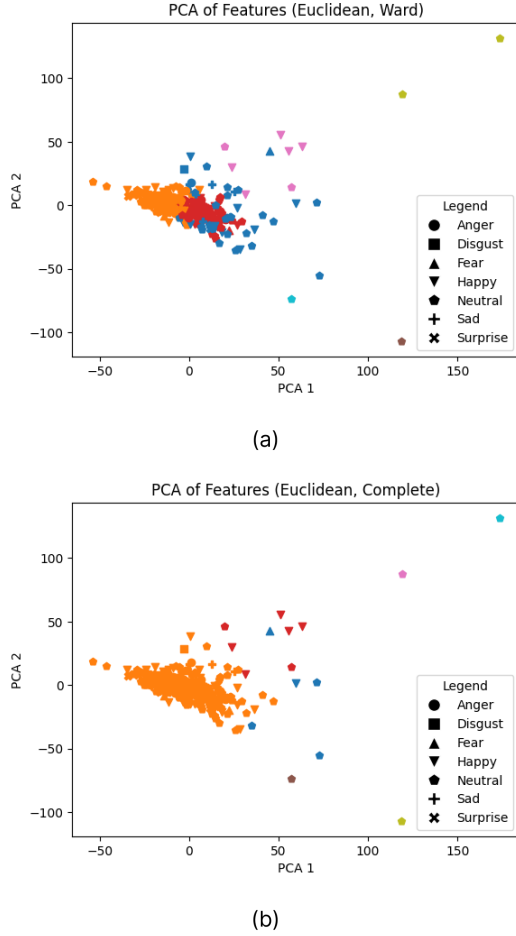 PCA of Features (Euclidean, Ward)
100
50
0
−50
−100
PCA 2
−50
0
50
100
150
PCA 1
Legend
Anger
Disgust
Fear
Happy
Neutral
Sad
Surprise
(a)
PCA of Features (Euclidean, Complete)
100
50
0
−50
−100
PCA 2
−50
0
50
100
150
PCA 1
Legend
Anger
Disgust
Fear
Happy
Neutral
Sad
Surprise
(b)